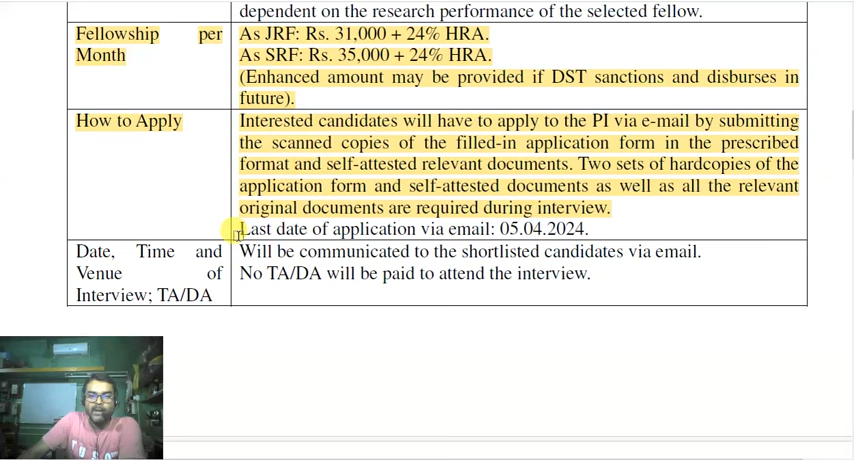 dependent on the research performance of the selected fellow.
Fellowship per
Month
As JRF: Rs. 31,000 + 24% HRA.
As SRF: Rs. 35,000 + 24% HRA.
(Enhanced amount may be provided if DST sanctions and disburses in
future).
How to Apply
Interested candidates will have to apply to the PI via e-mail by submitting
the scanned copies of the filled-in application form in the prescribed
format and self-attested relevant documents. Two sets of hardcopies of the
application form and self-attested documents as well as all the relevant
original documents are required during interview.
Last date of application via email: 05.04.2024.
Date, Time and
Venue of
Interview; TA/DA
Will be communicated to the shortlisted candidates via email.
No TA/DA will be paid to attend the interview.